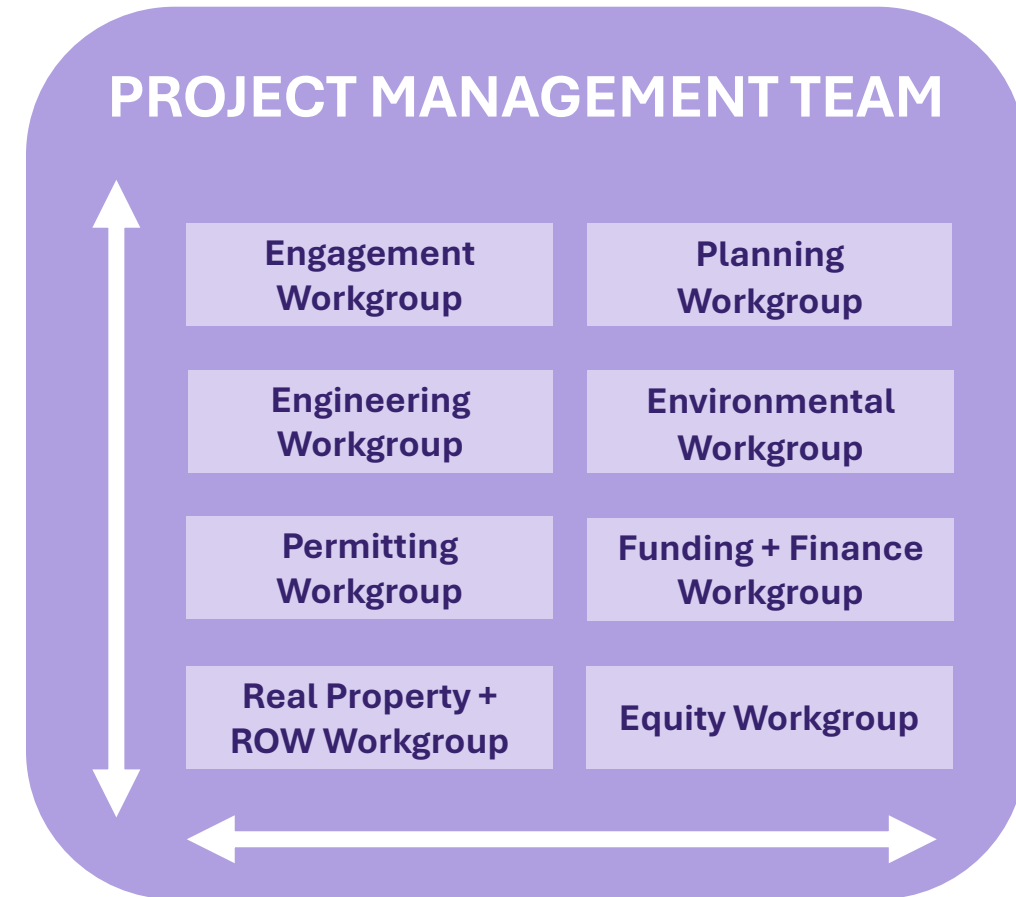 PROJECT MANAGEMENT TEAM
Engagement
Workgroup
Planning
Workgroup
Engineering
Workgroup
Environmental
Workgroup
Permitting
Workgroup
Funding + Finance
Workgroup
Real Property +
ROW Workgroup
Equity Workgroup